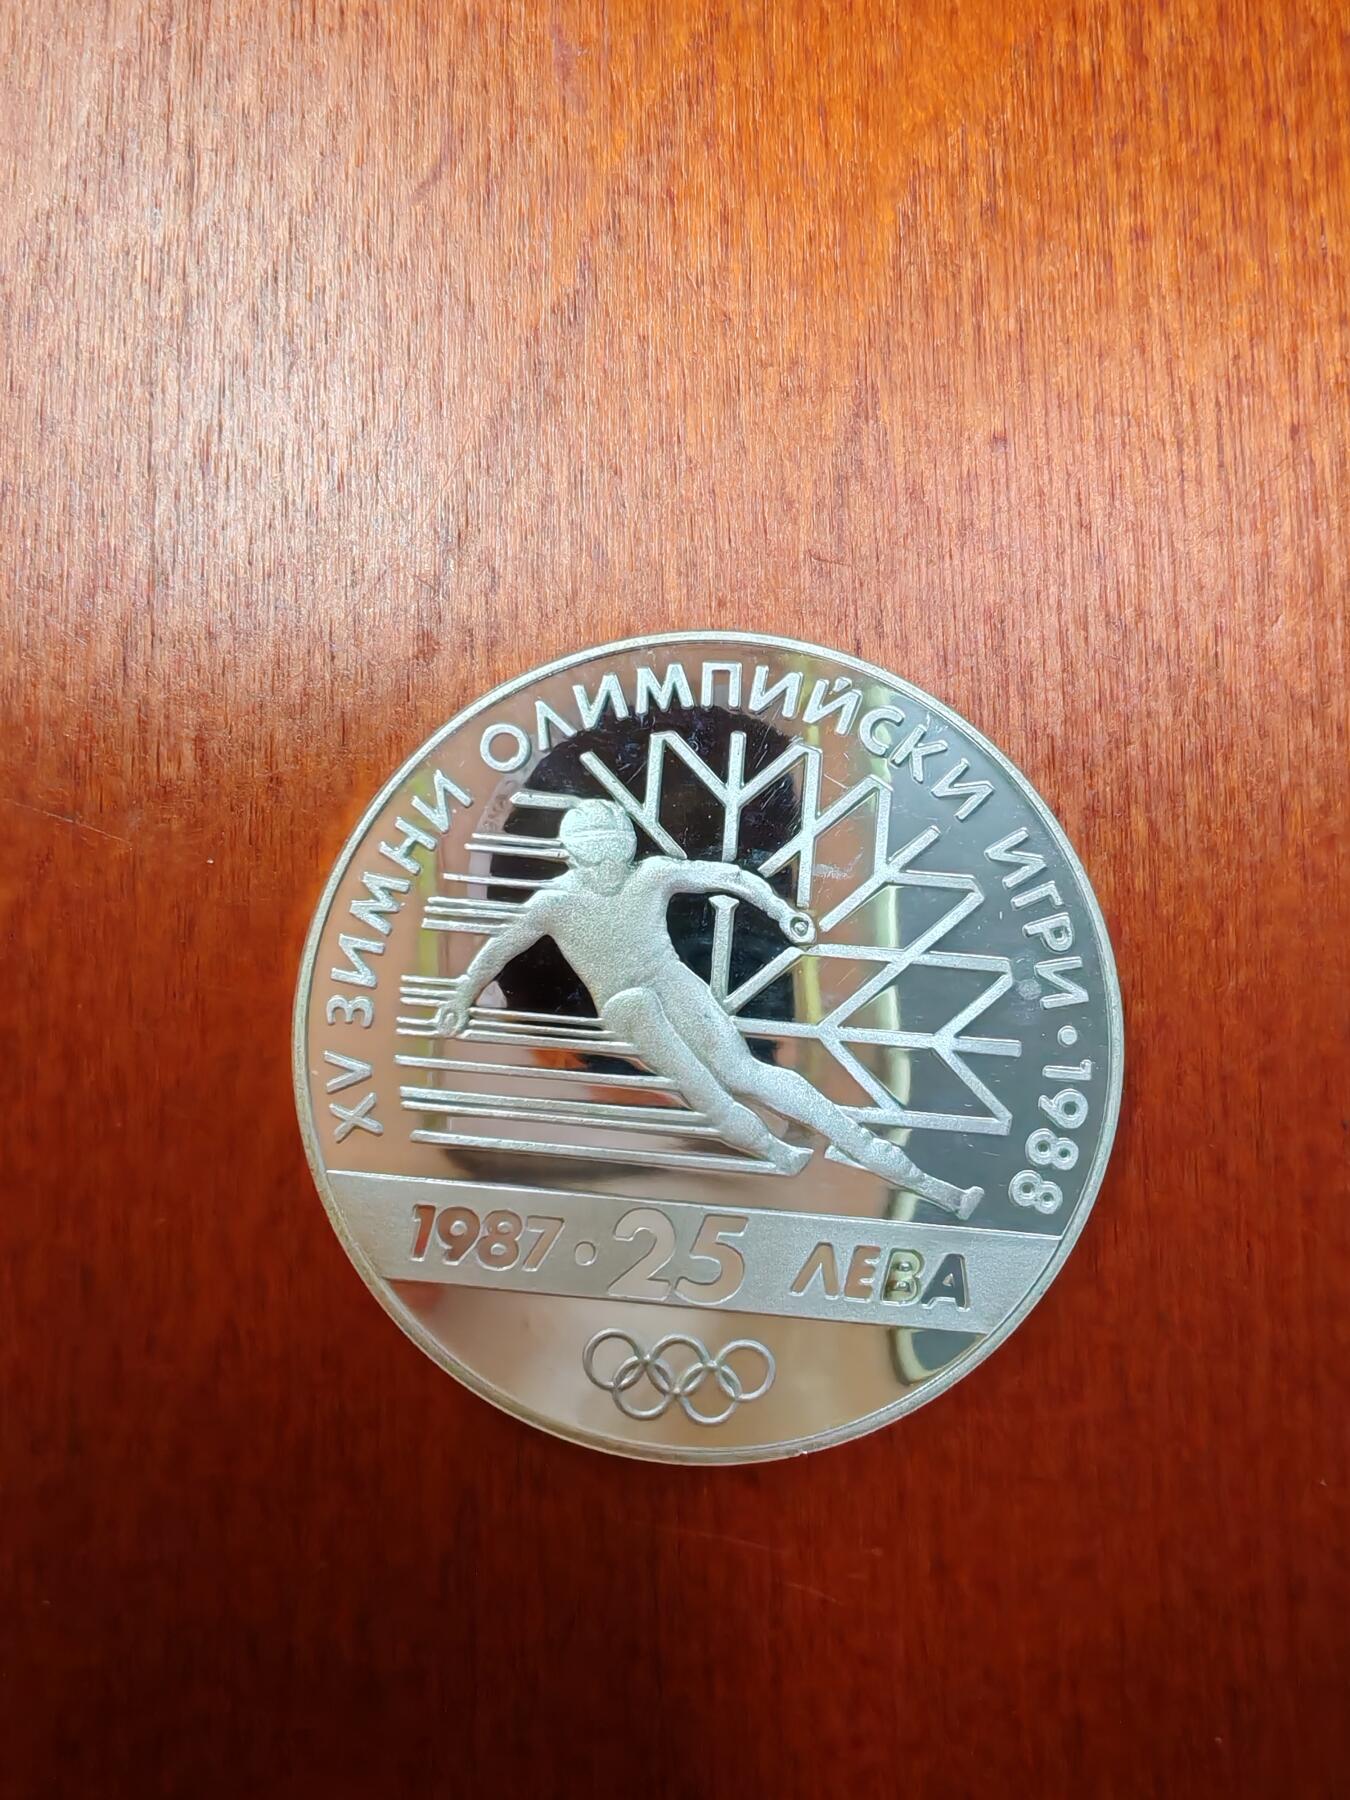 XV ЗИМНИ ОЛИМПИЙСКИ ИГРИ · 1988
1987 · 25 ЛЕВА